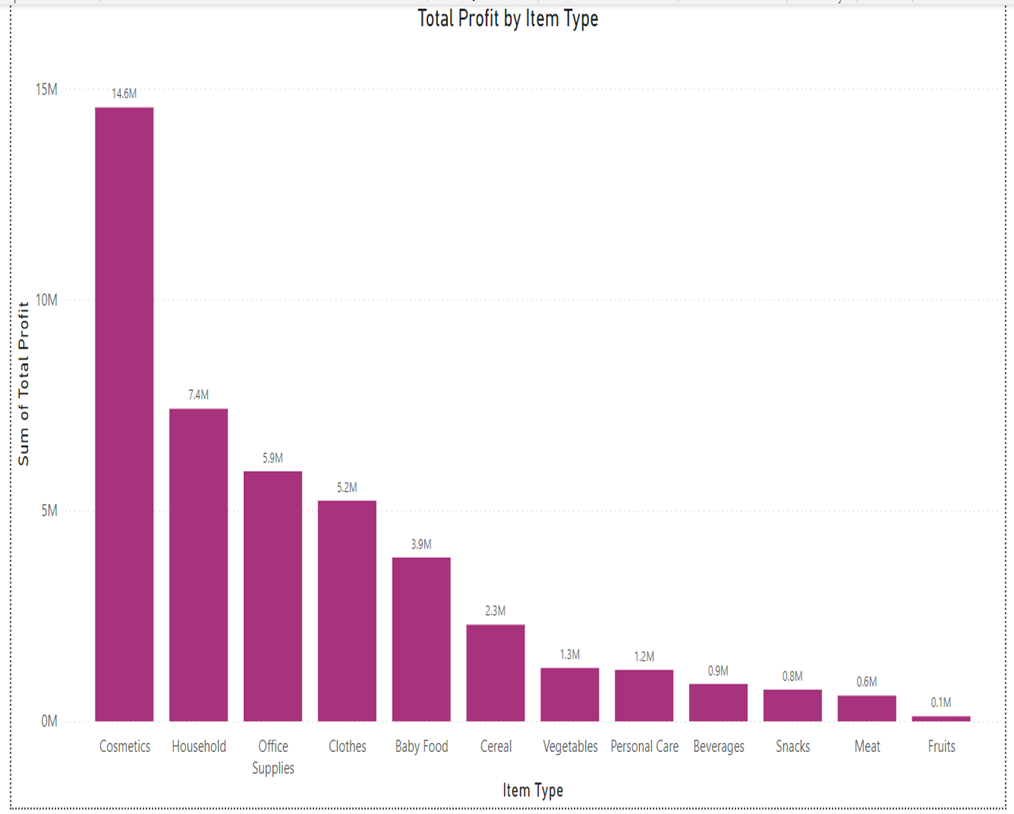 Total Profit by Item Type
15M
10M
5M
0M
Sum of Total Profit
14.6M
7.4M
5.9M
5.2M
3.9M
2.3M
1.3M
1.2M
0.9M
0.8M
0.6M
0.1M
Cosmetics
Household
Office
Supplies
Clothes
Baby Food
Cereal
Vegetables
Personal Care
Beverages
Snacks
Meat
Fruits
Item Type